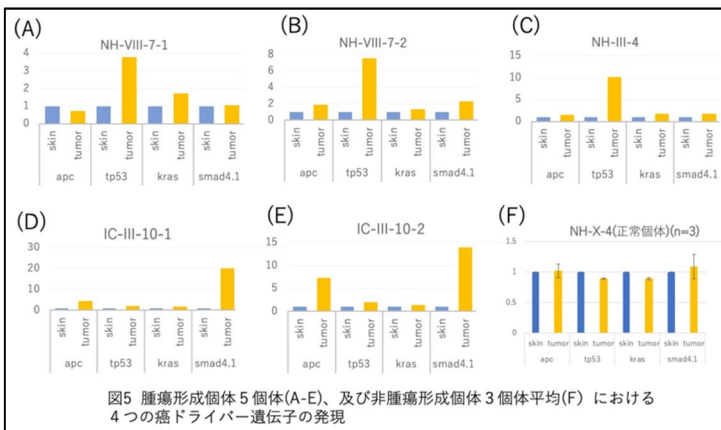 (A)
NH-VIII-7-1
4
3
2
1
0
skin
tumor
skin
tumor
skin
tumor
skin
tumor
apc
tp53
kras
smad4.1
(B)
NH-VIII-7-2
8
6
4
2
0
skin
tumor
skin
tumor
skin
tumor
skin
tumor
apc
tp53
kras
smad4.1
(C)
NH-III-4
15
10
5
0
skin
tumor
skin
tumor
skin
tumor
skin
tumor
apc
tp53
kras
smad4.1
(D)
IC-III-10-1
30
20
10
0
skin
tumor
skin
tumor
skin
tumor
skin
tumor
apc
tp53
kras
smad4.1
(E)
IC-III-10-2
15
10
5
0
skin
tumor
skin
tumor
skin
tumor
skin
tumor
apc
tp53
kras
smad4.1
(F)
NH-X-4(正常個体)(n=3)
1.5
1
0.5
0
skin tumor skin tumor skin tumor skin tumor
apc tp53 kras smad4.1
図5 腫瘍形成個体5個体(A-E)、及び非腫瘍形成個体3個体平均(F) における
4つの癌ドライバー遺伝子の発現